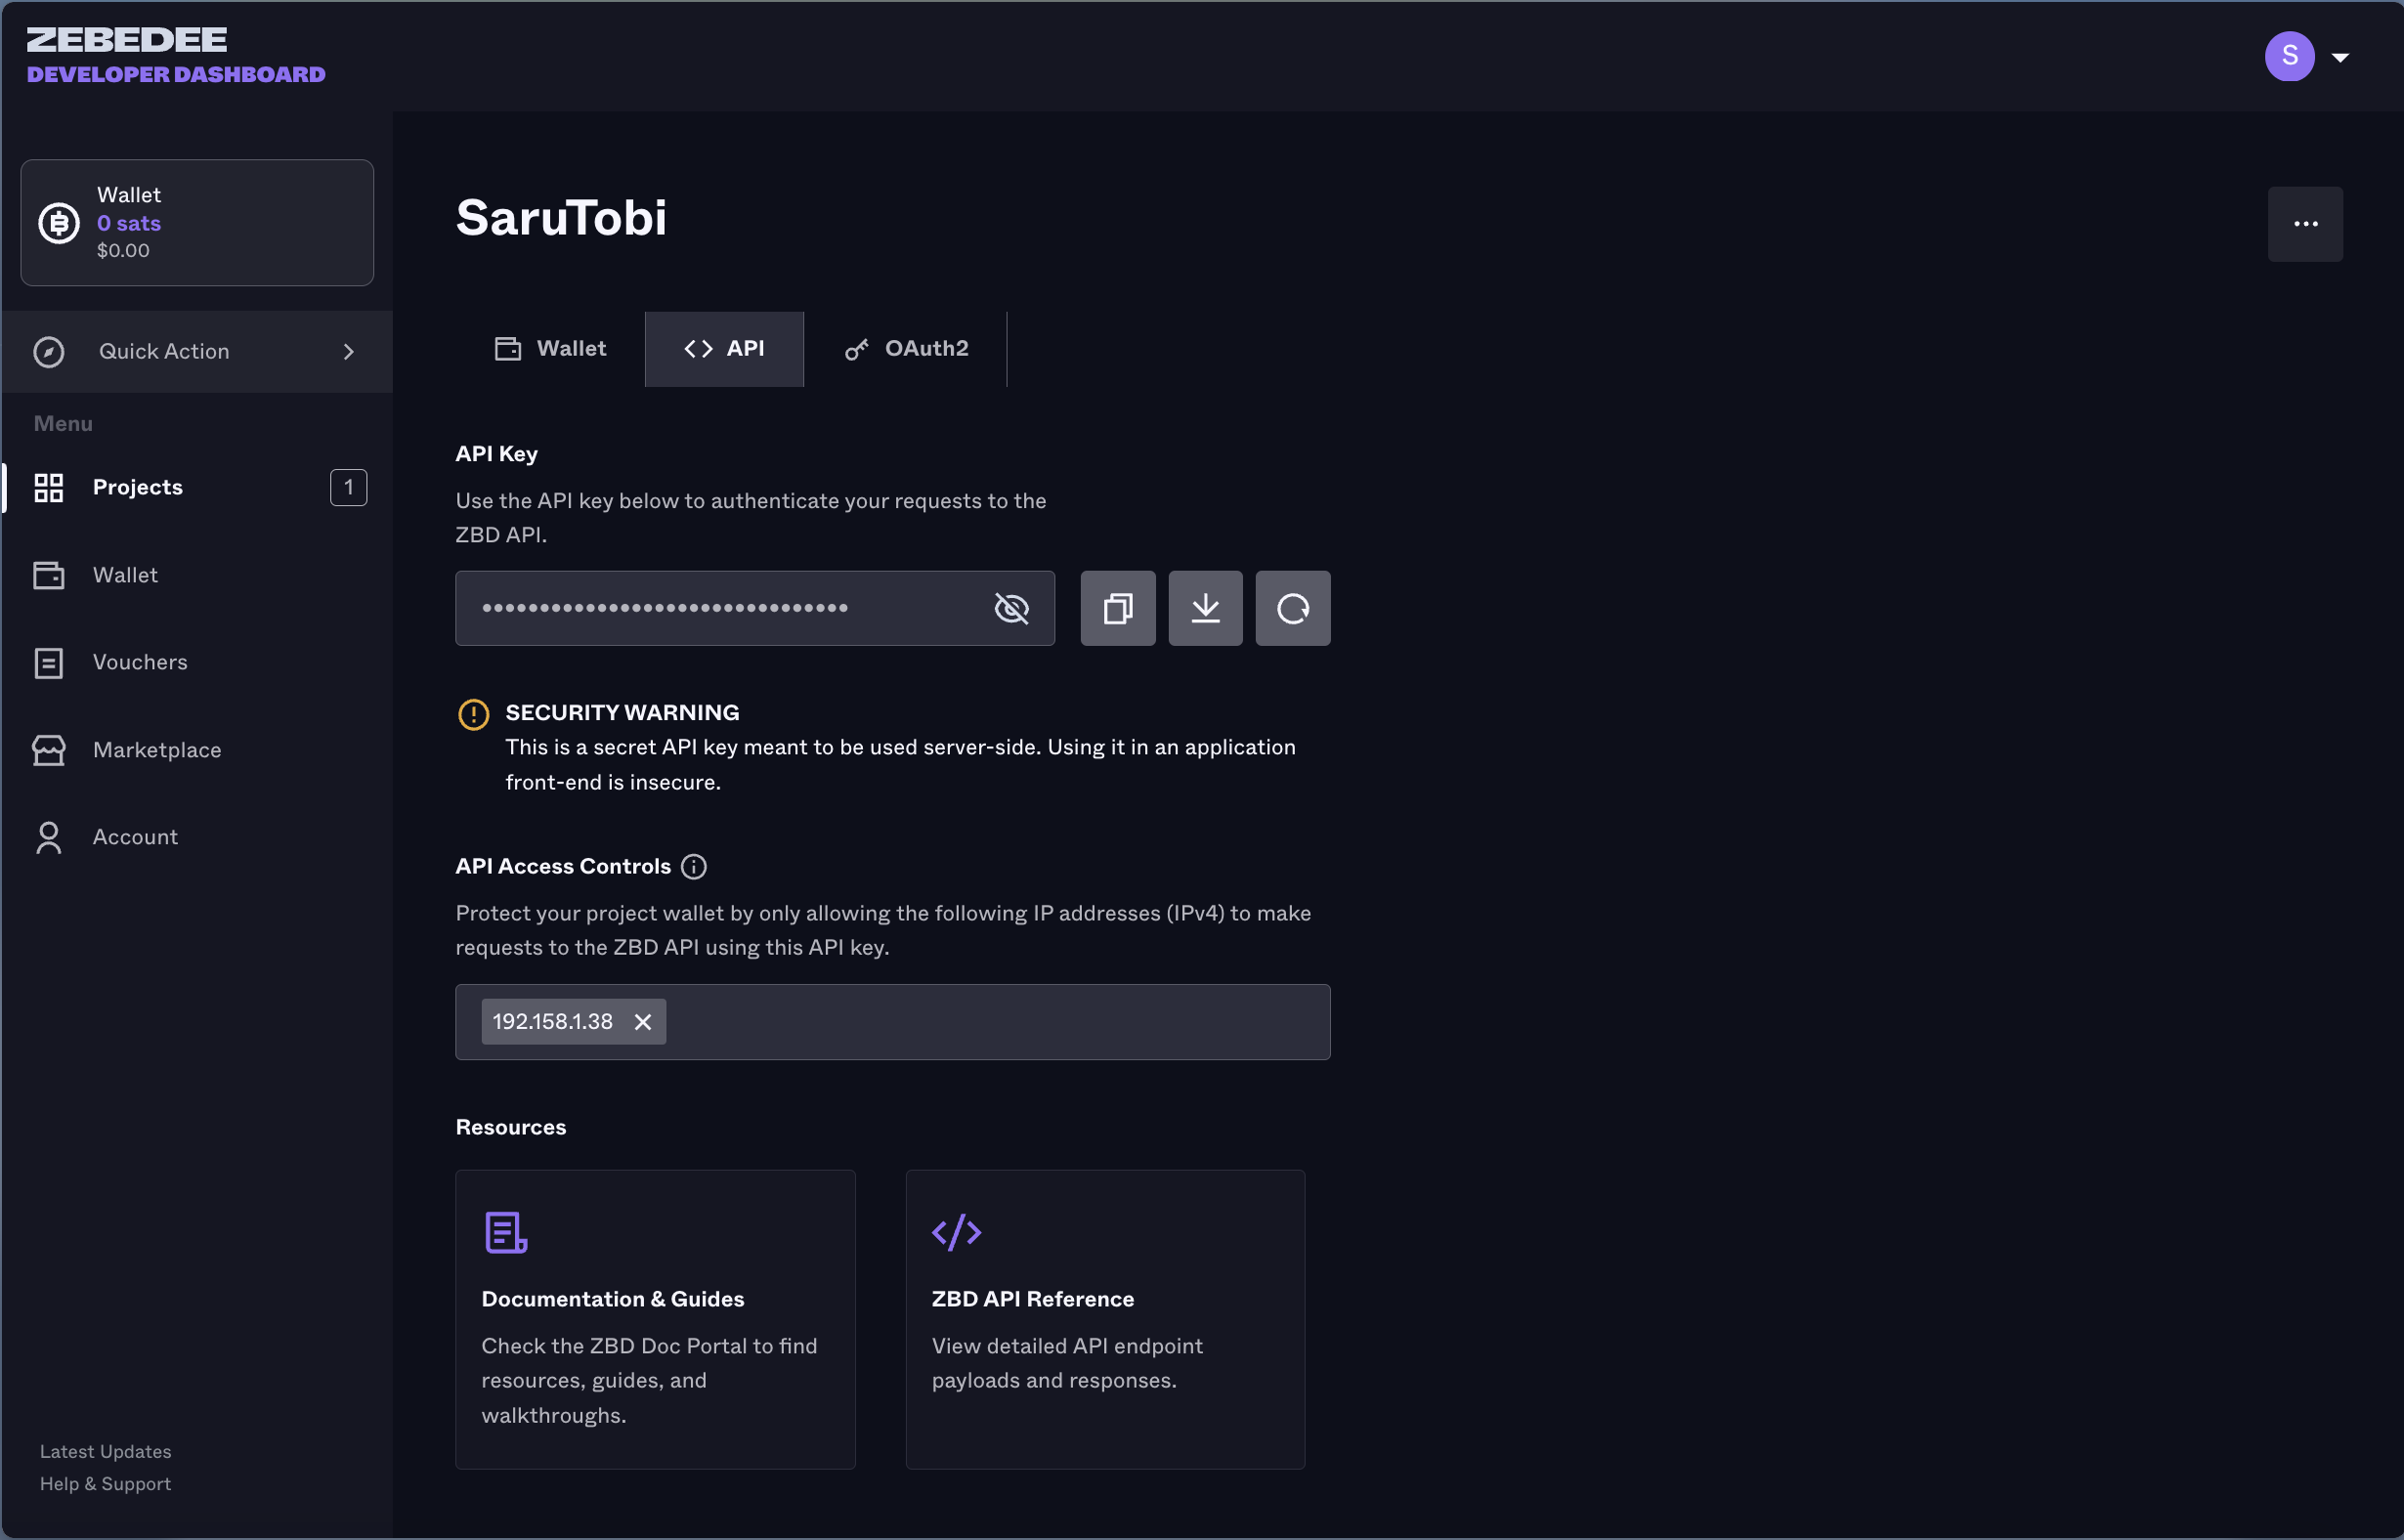 ZEBEDEE
DEVELOPER DASHBOARD
S
Wallet
0 sats
$0.00
Quick Action
Menu
Projects
1
Wallet
Vouchers
Marketplace
Account
Latest Updates
Help & Support
SaruTobi
Wallet
API
OAuth2
API Key
Use the API key below to authenticate your requests to the
ZBD API.
SECURITY WARNING
This is a secret API key meant to be used server-side. Using it in an application
front-end is insecure.
API Access Controls
Protect your project wallet by only allowing the following IP addresses (IPv4) to make
requests to the ZBD API using this API key.
192.158.1.38
Resources
Documentation & Guides
Check the ZBD Doc Portal to find
resources, guides, and
walkthroughs.
ZBD API Reference
View detailed API endpoint
payloads and responses.